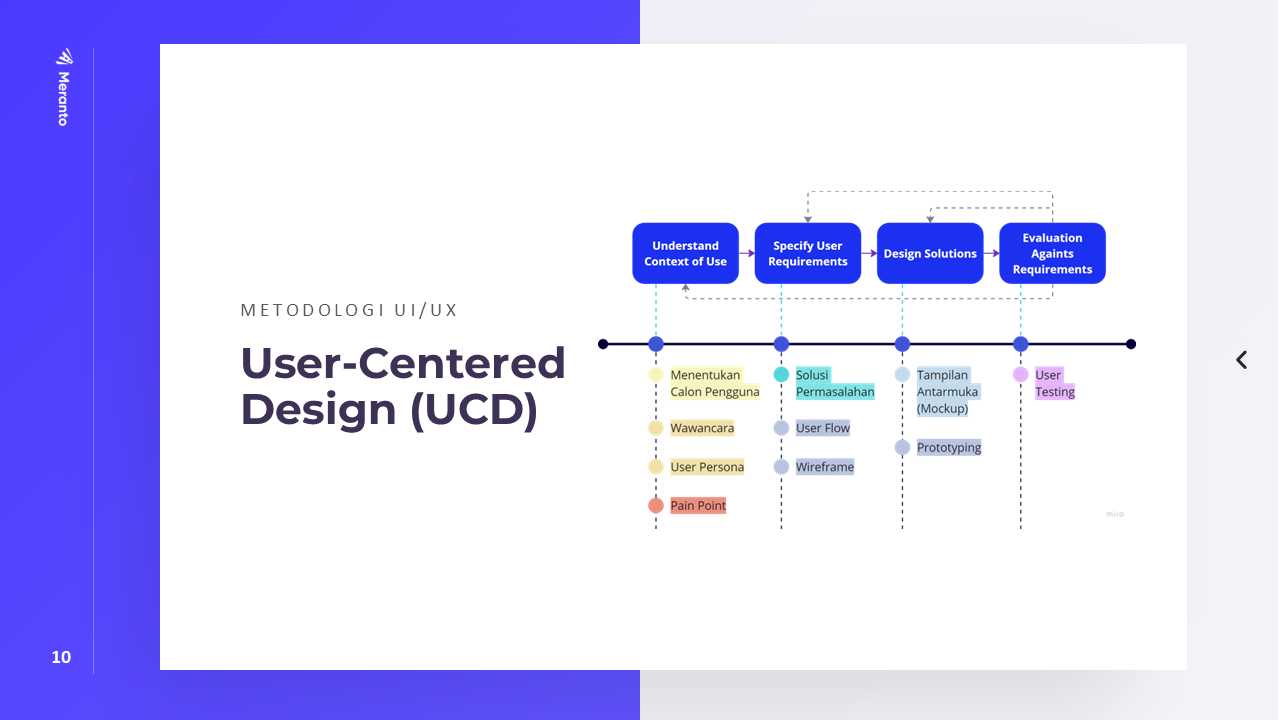 Meranto
METODOLOGI UI/UX
User-Centered
Design (UCD)
Understand
Context of Use
Specify User
Requirements
Design Solutions
Evaluation
Againts
Requirements
Menentukan
Calon Pengguna
Wawancara
User Persona
Pain Point
Solusi
Permasalahan
User Flow
Wireframe
Tampilan
Antarmuka
(Mockup)
Prototyping
User
Testing
miro
10